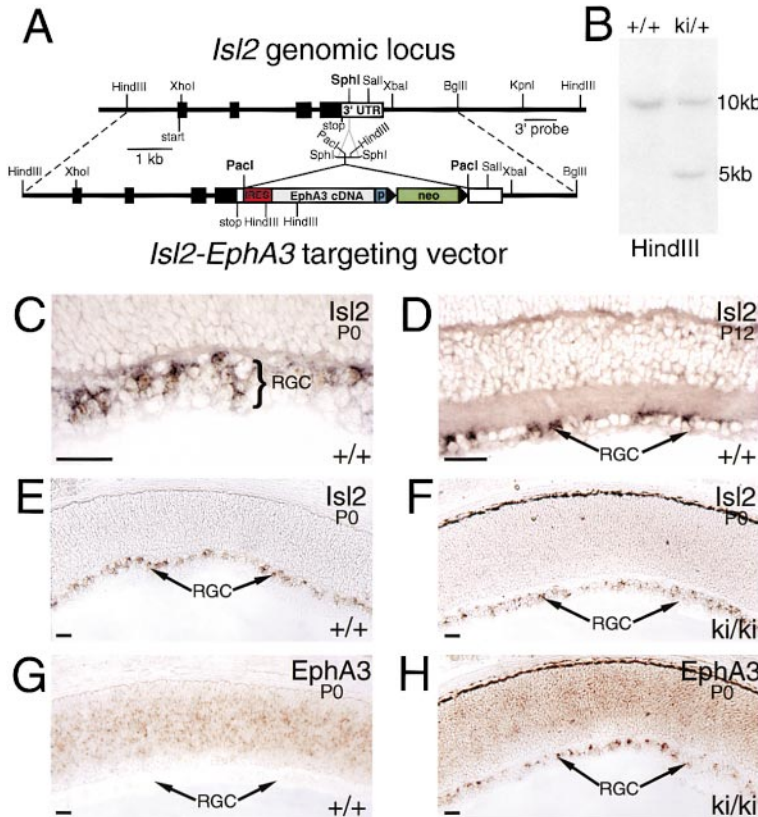 A
Isl2 genomic locus
HindIII XhoI SphI SalI XbaI BglII KpnI HindIII
3' UTR
start
stop
3' probe
1 kb
PacI HindIII
SphI SphI
HindIII XhoI PacI PacI SalI XbaI BglII
IRES EphA3 cDNA p neo
stop HindIII HindIII
Isl2-EphA3 targeting vector
B
+/+ ki/+
10kb
5kb
HindIII
C
Isl2
P0
RGC
+/+
D
Isl2
P12
RGC
+/+
E
Isl2
P0
RGC
+/+
F
Isl2
P0
RGC
ki/ki
G
EphA3
P0
RGC
+/+
H
EphA3
P0
RGC
ki/ki